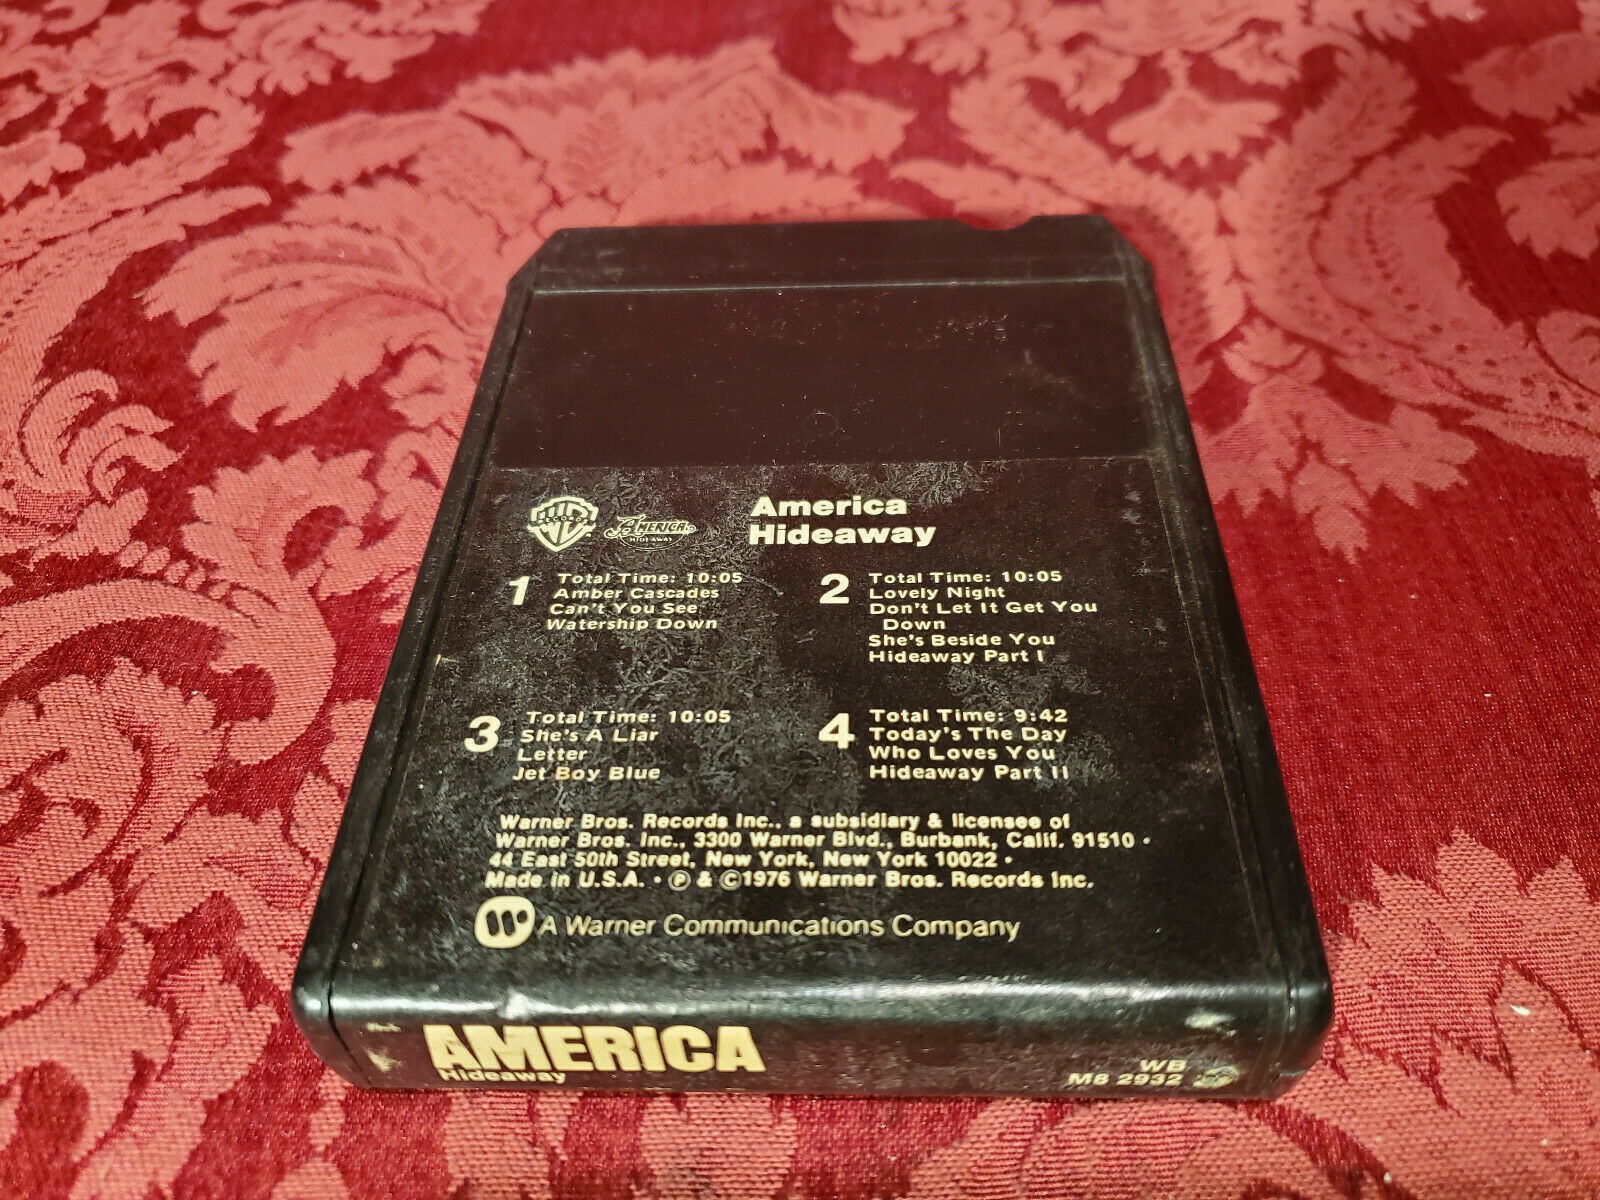 WB
RECORDS
AMERICA
HIDEAWAY
America
Hideaway
1
Total Time: 10:05
Amber Cascades
Can't You See
Watership Down
2
Total Time: 10:05
Lovely Night
Don't Let It Get You
Down
She's Beside You
Hideaway Part I
3
Total Time: 10:05
She's A Liar
Letter
Jet Boy Blue
4
Total Time: 9:42
Today's The Day
Who Loves You
Hideaway Part II
Warner Bros. Records Inc., a subsidiary & licensee of
Warner Bros. Inc., 3300 Warner Blvd., Burbank, Calif. 91510 •
44 East 50th Street, New York, New York 10022 •
Made in U.S.A. • ℗ & ©1976 Warner Bros. Records Inc.
A Warner Communications Company
AMERICA
Hideaway
WB
M8 2932